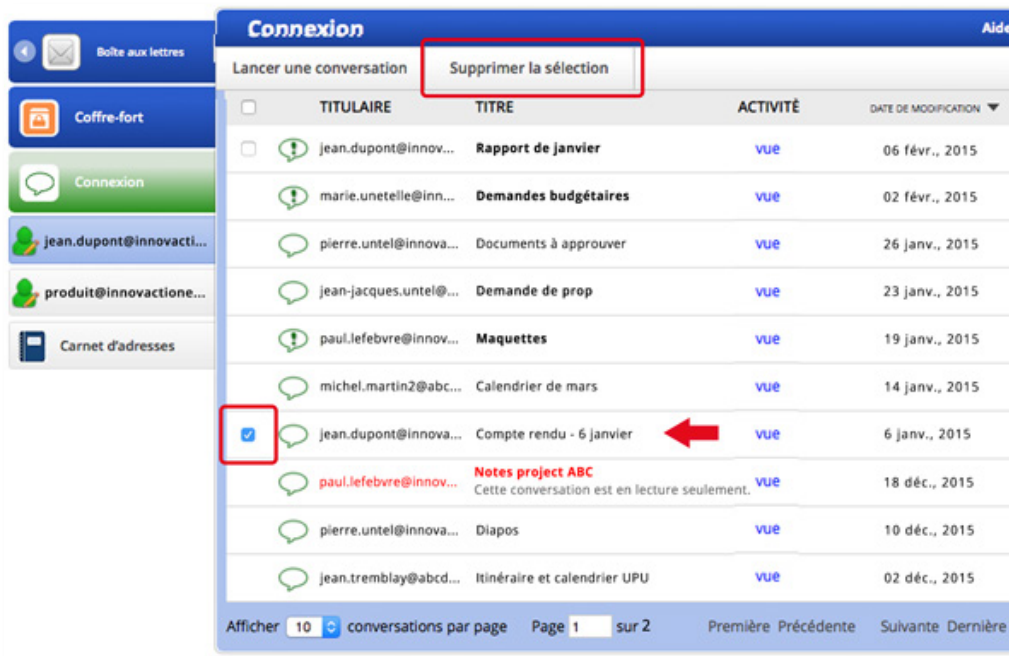 Connexion
Aide
Boîte aux lettres
Coffre-fort
Connexion
jean.dupont@innovacti...
produit@innovactione...
Carnet d'adresses
Lancer une conversation Supprimer la sélection
TITULAIRE TITRE ACTIVITÉ DATE DE MODIFICATION
jean.dupont@innov... Rapport de janvier vue 06 févr., 2015
marie.unetelle@inn... Demandes budgétaires vue 02 févr., 2015
pierre.untel@innova... Documents à approuver vue 26 janv., 2015
jean-jacques.untel@... Demande de prop vue 23 janv., 2015
paul.lefebvre@innov... Maquettes vue 19 janv., 2015
michel.martin2@abc... Calendrier de mars vue 14 janv., 2015
jean.dupont@innova... Compte rendu - 6 janvier vue 6 janv., 2015
paul.lefebvre@innov... Notes project ABC vue 18 déc., 2015
Cette conversation est en lecture seulement.
pierre.untel@innova... Diapos vue 10 déc., 2015
jean.tremblay@abcd... Itinéraire et calendrier UPU vue 02 déc., 2015
Afficher 10 conversations par page Page 1 sur 2 Première Précédente Suivante Dernière